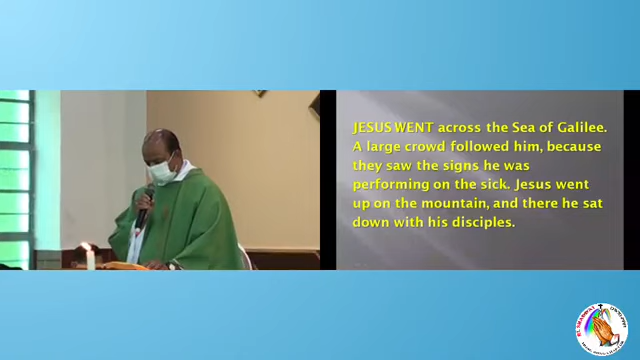 JESUS WENT across the Sea of Galilee.
A large crowd followed him, because
they saw the signs he was
performing on the sick. Jesus went
up on the mountain, and there he sat
down with his disciples.